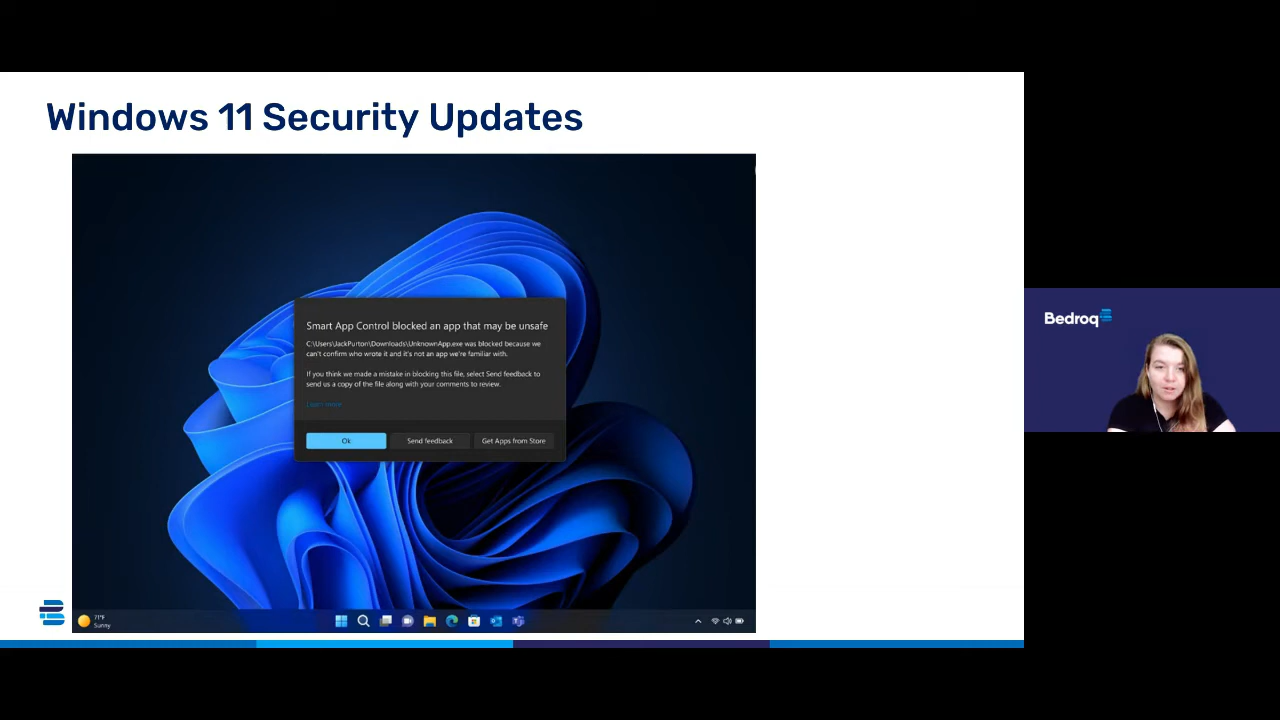 Windows 11 Security Updates
Smart App Control blocked an app that may be unsafe
C:\Users\JackPurton\Downloads\UnknownApp.exe was blocked because we
can't confirm who wrote it and it's not an app we're familiar with.
If you think we made a mistake in blocking this file, select Send feedback to
send us a copy of the file along with your comments to review.
Learn more
Ok
Send feedback
Get Apps from Store
71°F
Sunny
Bedroq